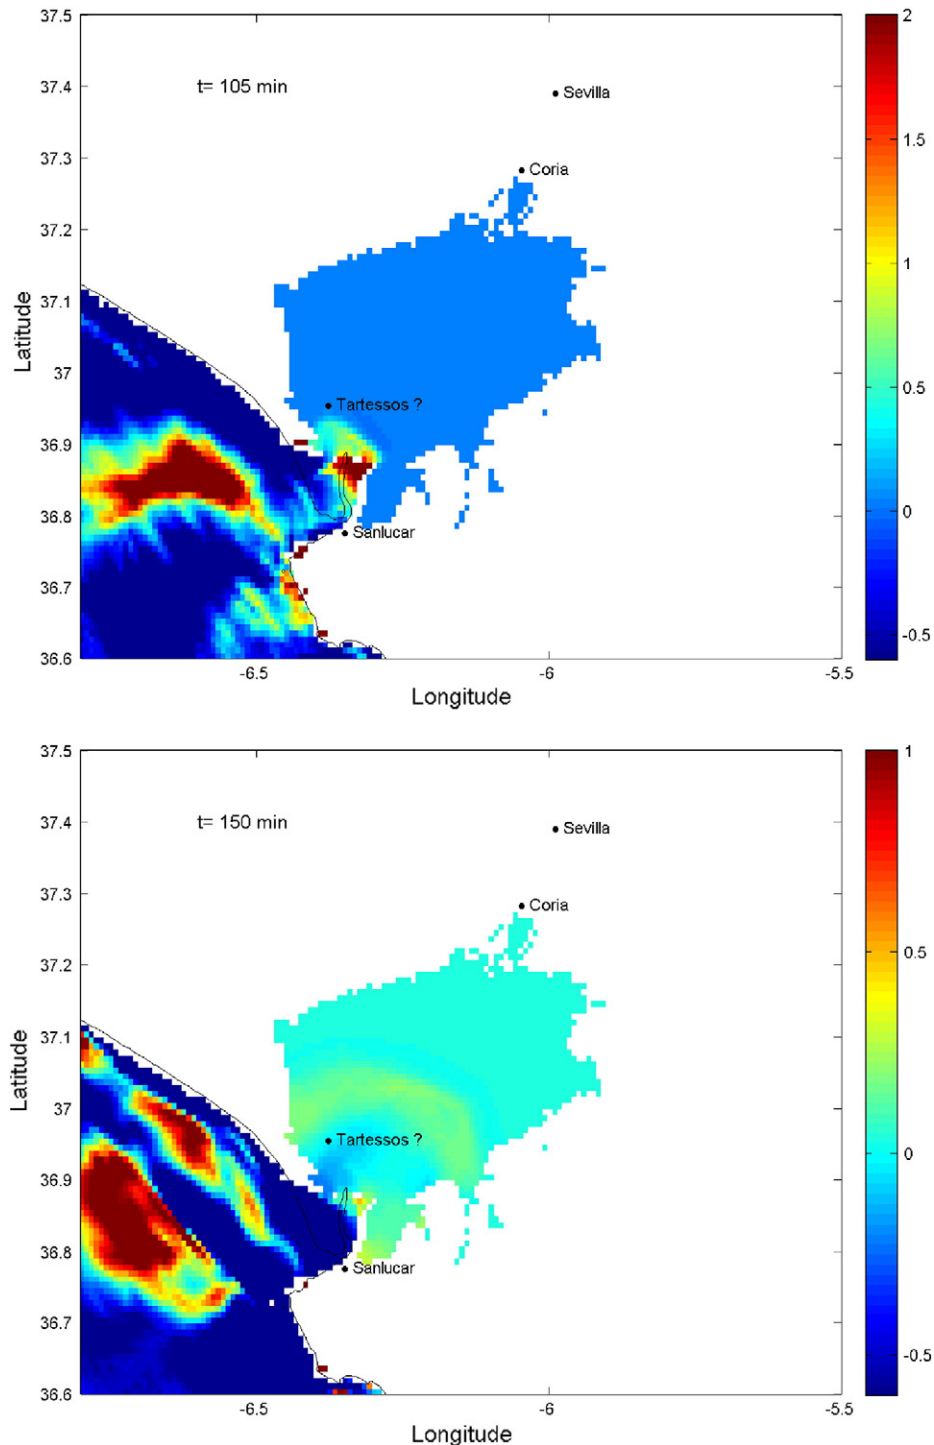 37.5
2
t= 105 min
37.4
Sevilla
1.5
37.3
Coria
37.2
1
37.1
Latitude
37
0.5
Tartessos ?
36.9
0
36.8
Sanlucar
36.7
-0.5
36.6
-6.5
-6
-5.5
Longitude
37.5
1
t= 150 min
37.4
Sevilla
37.3
Coria
37.2
0.5
37.1
Latitude
37
Tartessos ?
0
36.9
36.8
Sanlucar
36.7
-0.5
36.6
-6.5
-6
-5.5
Longitude